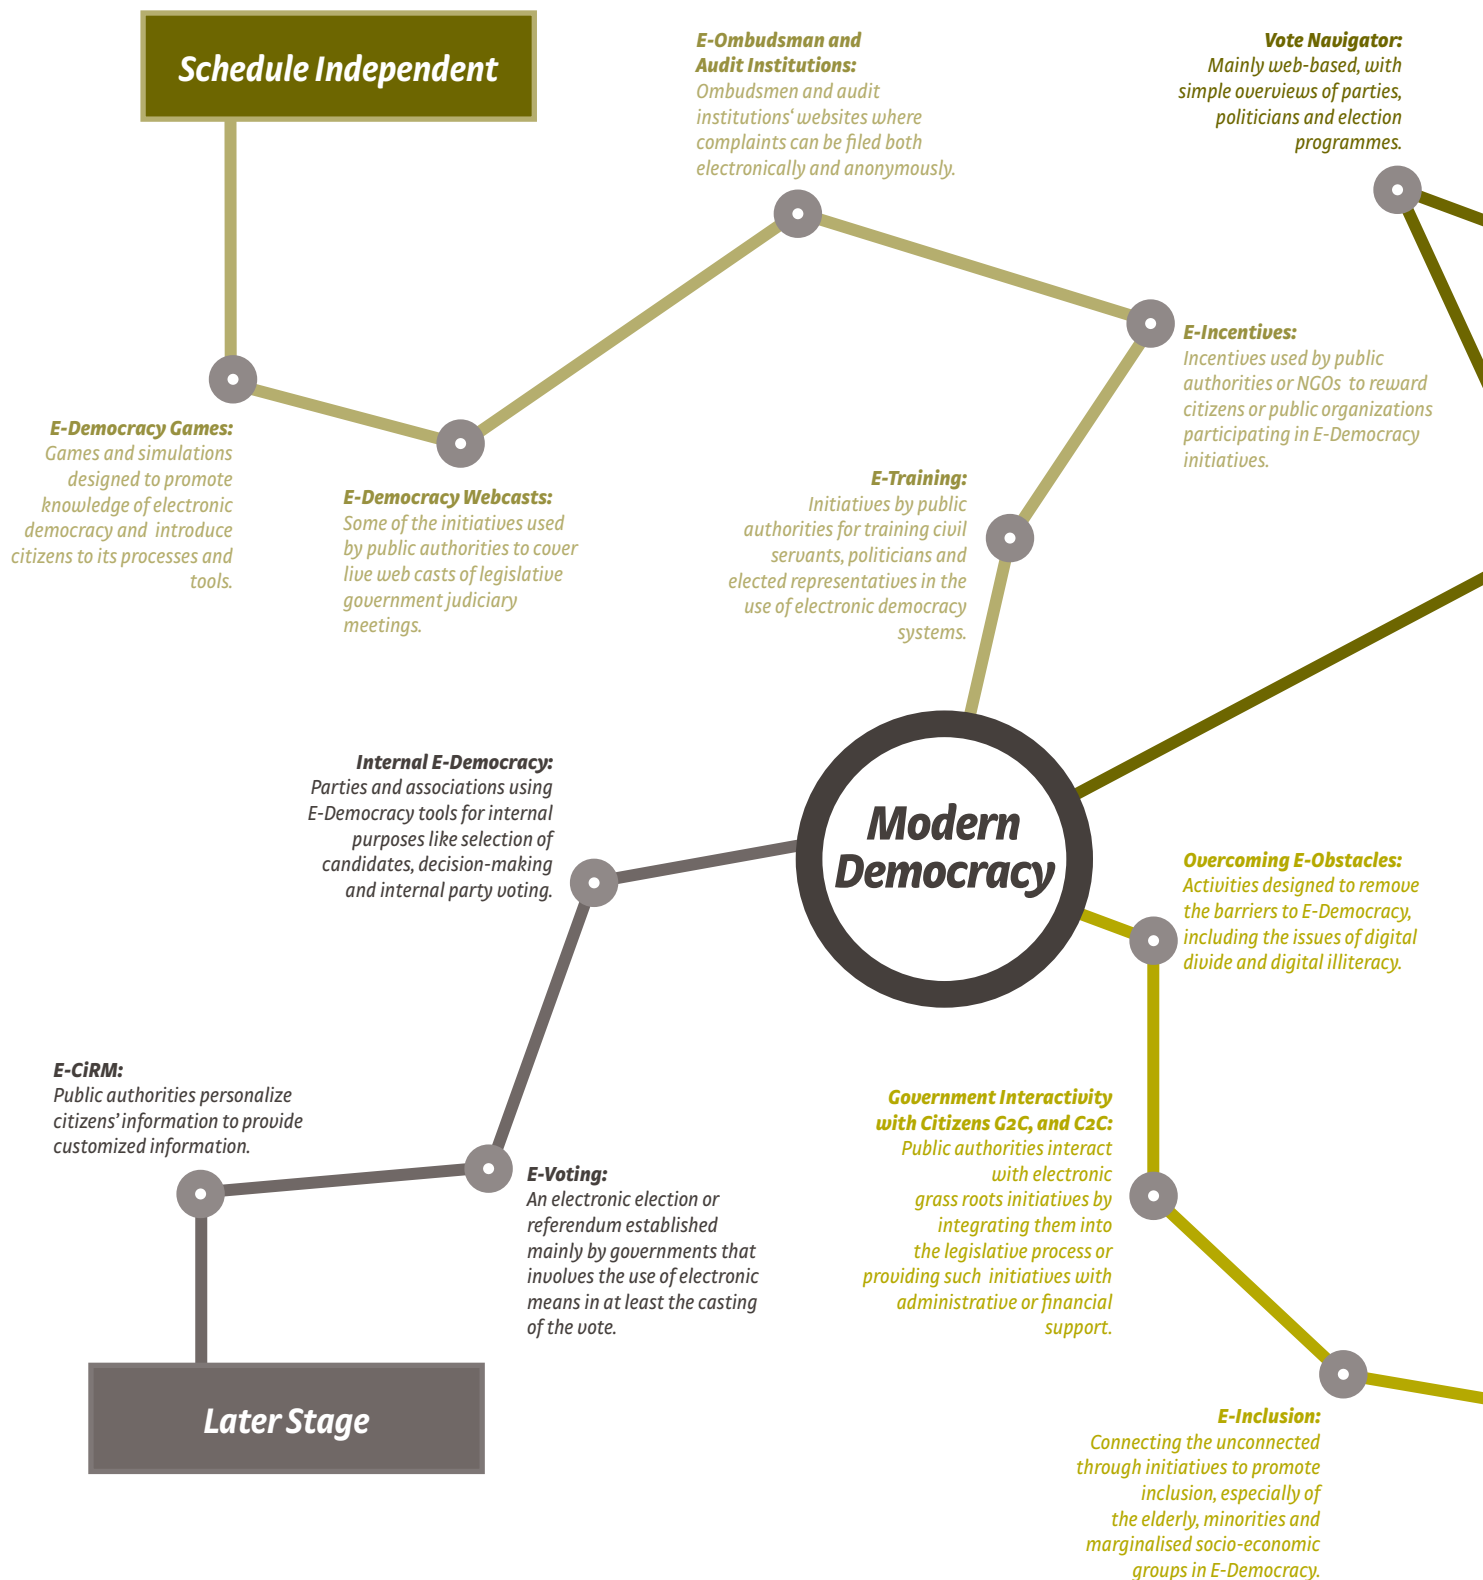 Schedule Independent
E-Ombudsman and
Audit Institutions:
Ombudsmen and audit
institutions‘ websites where
complaints can be filed both
electronically and anonymously.
Vote Navigator:
Mainly web-based, with
simple overviews of parties,
politicians and election
programmes.
E-Incentives:
Incentives used by public
authorities or NGOs to reward
citizens or public organizations
participating in E-Democracy
initiatives.
E-Democracy Games:
Games and simulations
designed to promote
knowledge of electronic
democracy and introduce
citizens to its processes and
tools.
E-Democracy Webcasts:
Some of the initiatives used
by public authorities to cover
live web casts of legislative
government judiciary
meetings.
E-Training:
Initiatives by public
authorities for training civil
servants, politicians and
elected representatives in the
use of electronic democracy
systems.
Internal E-Democracy:
Parties and associations using
E-Democracy tools for internal
purposes like selection of
candidates, decision-making
and internal party voting.
Modern
Democracy
Overcoming E-Obstacles:
Activities designed to remove
the barriers to E-Democracy,
including the issues of digital
divide and digital illiteracy.
E-CiRM:
Public authorities personalize
citizens’ information to provide
customized information.
Government Interactivity
with Citizens G2C, and C2C:
Public authorities interact
with electronic
grass roots initiatives by
integrating them into
the legislative process or
providing such initiatives with
administrative or financial
support.
E-Voting:
An electronic election or
referendum established
mainly by governments that
involves the use of electronic
means in at least the casting
of the vote.
Later Stage
E-Inclusion:
Connecting the unconnected
through initiatives to promote
inclusion, especially of
the elderly, minorities and
marginalised socio-economic
groups in E-Democracy.